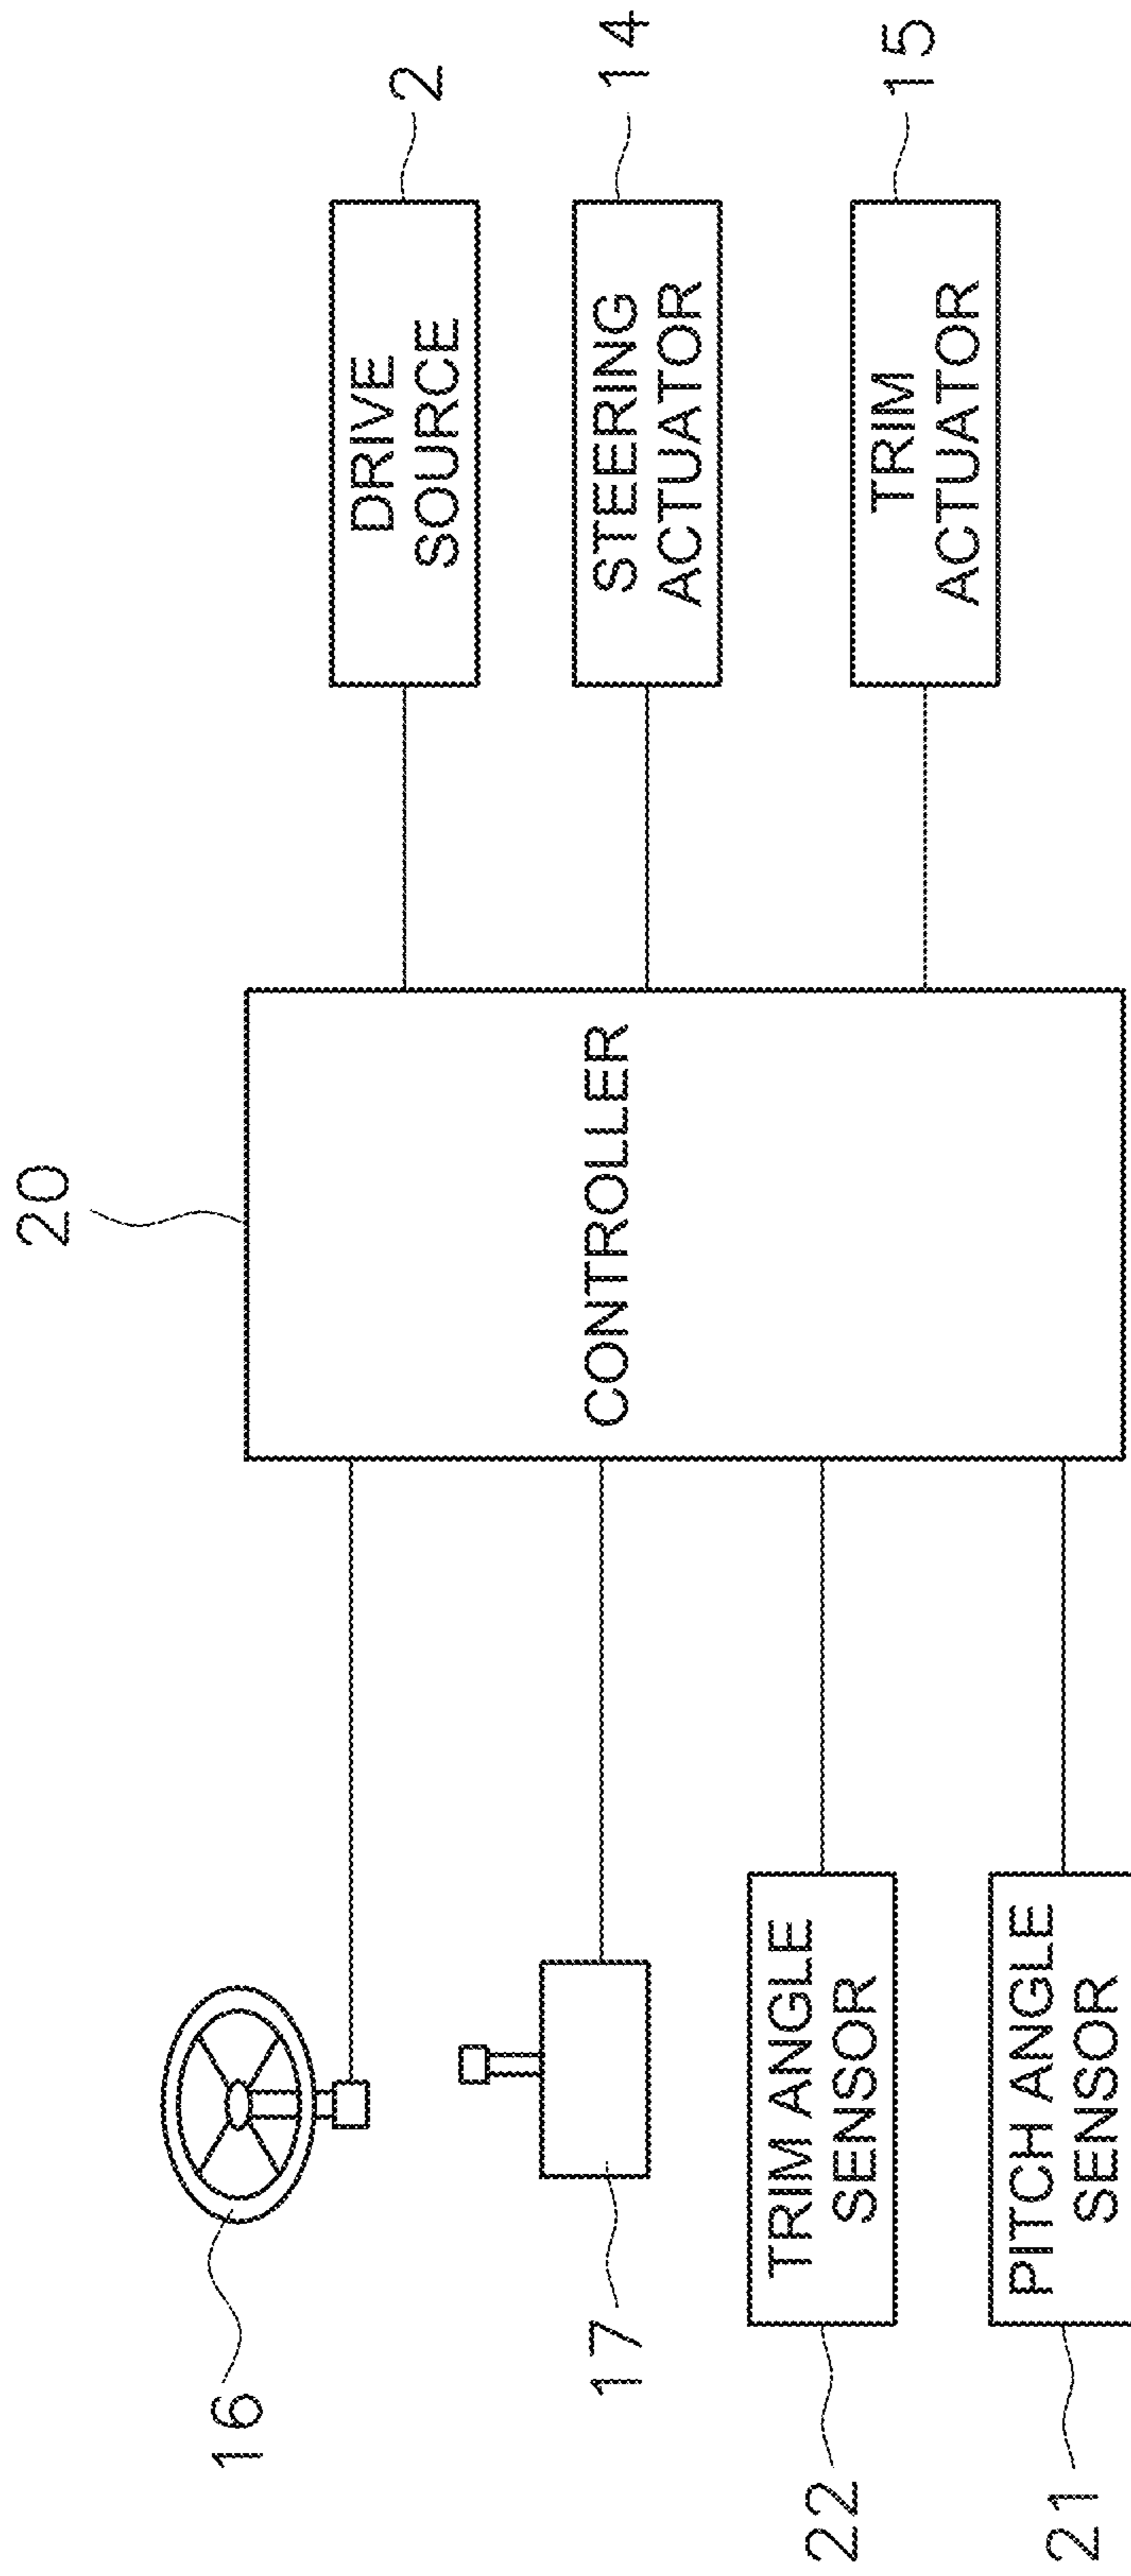 20
16
DRIVE
SOURCE
2
17
CONTROLLER
STEERING
ACTUATOR
14
22
TRIM ANGLE
SENSOR
TRIM
ACTUATOR
15
21
PITCH ANGLE
SENSOR